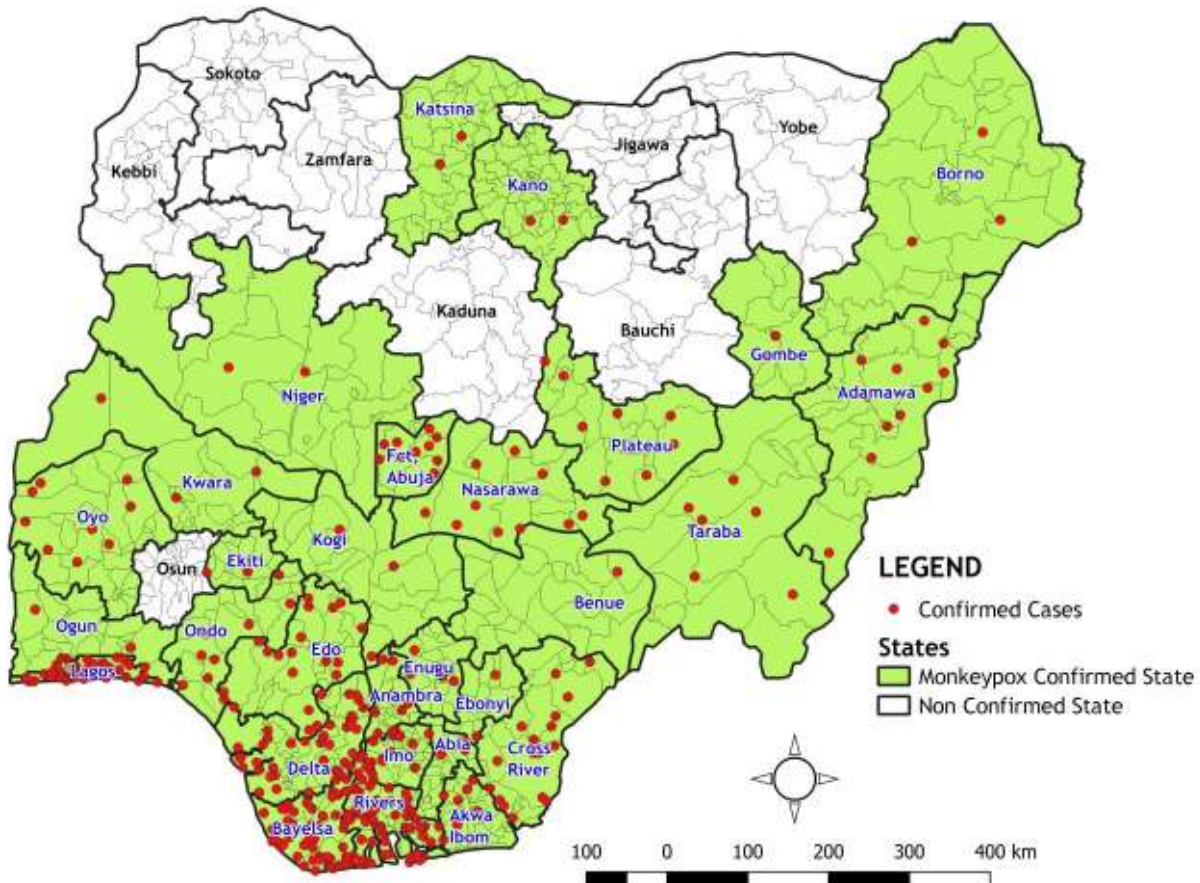 Sokoto
Katsina
Yobe
Jigawa
Kebbi
Zamfara
Borno
Kano
Kaduna
Bauchi
Gombe
Niger
Adamawa
Plateau
Fct,
Abuja
Kwara
Nasarawa
Oyo
Taraba
Kogi
Osun
Ekiti
Benue
Ogun
Ondo
Edo
Lagos
Enugu
Anambra
Ebonyi
Abia
Imo
Cross
River
Delta
Rivers
Bayelsa
Akwa
Ibom
LEGEND
Confirmed Cases
States
Monkeypox Confirmed State
Non Confirmed State
100 0 100 200 300 400 km